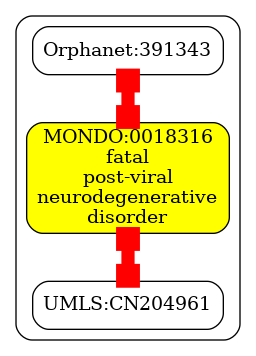 Orphanet:391343
MONDO:0018316
fatal
post-viral
neurodegenerative
disorder
UMLS:CN204961